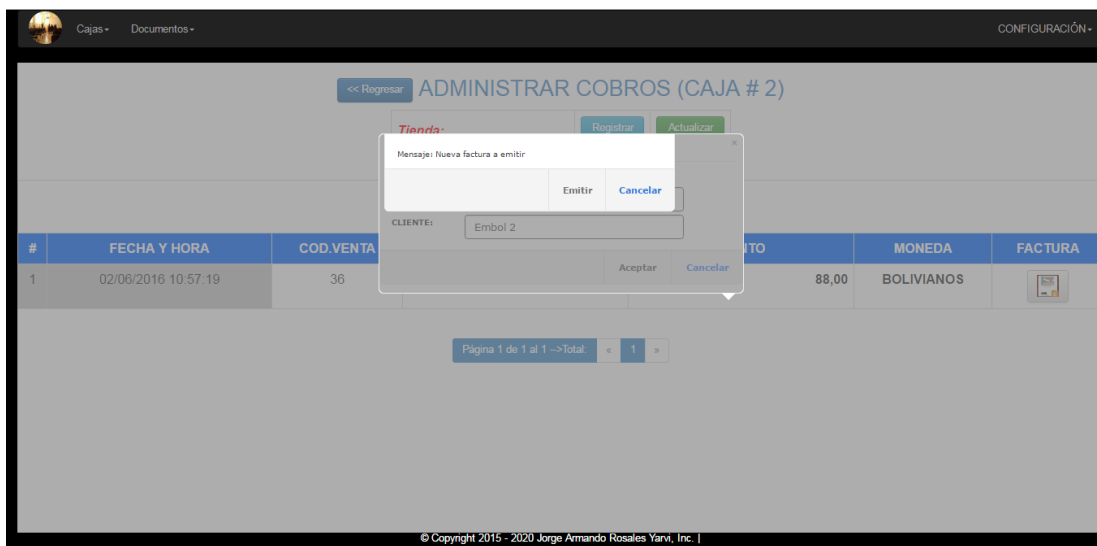 Cajas Documentos CONFIGURACIÓN
<< Regresar ADMINISTRAR COBROS (CAJA # 2)
Tienda: Registrar Actualizar
×
Mensaje: Nueva factura a emitir
Emitir Cancelar
CLIENTE: Embol 2
# FECHA Y HORA COD.VENTA NTO MONEDA FACTURA
Aceptar Cancelar
1 02/06/2016 10:57:19 36 88,00 BOLIVIANOS
Página 1 de 1 al 1 -->Total: « 1 »
© Copyright 2015 - 2020 Jorge Armando Rosales Yarvi, Inc. |